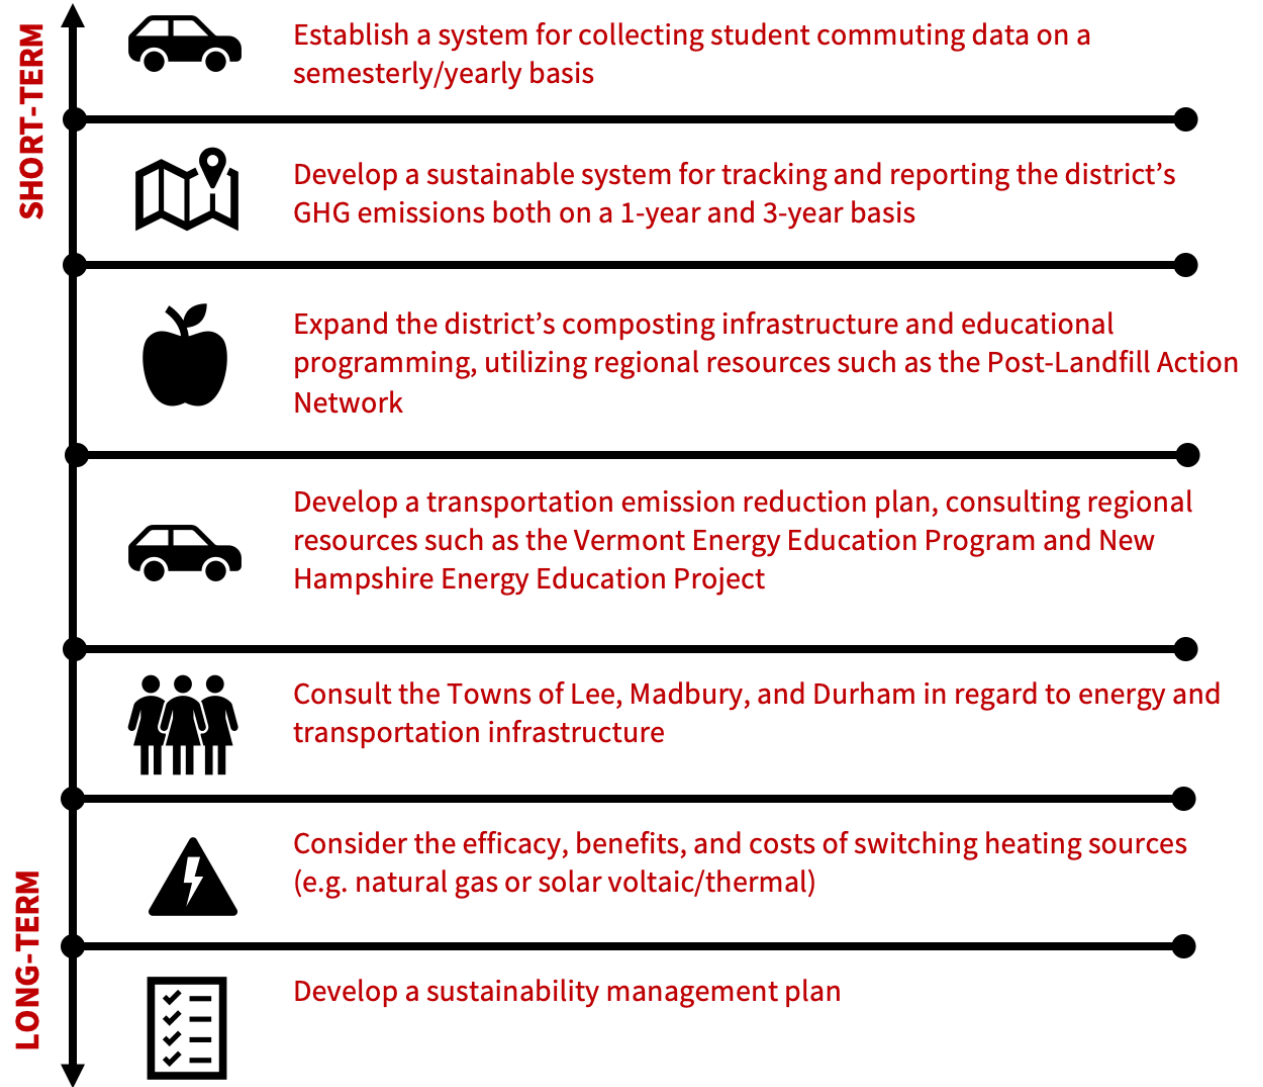 SHORT-TERM
Establish a system for collecting student commuting data on a
semesterly/yearly basis
Develop a sustainable system for tracking and reporting the district’s
GHG emissions both on a 1-year and 3-year basis
Expand the district’s composting infrastructure and educational
programming, utilizing regional resources such as the Post-Landfill Action
Network
Develop a transportation emission reduction plan, consulting regional
resources such as the Vermont Energy Education Program and New
Hampshire Energy Education Project
Consult the Towns of Lee, Madbury, and Durham in regard to energy and
transportation infrastructure
Consider the efficacy, benefits, and costs of switching heating sources
(e.g. natural gas or solar voltaic/thermal)
LONG-TERM
Develop a sustainability management plan